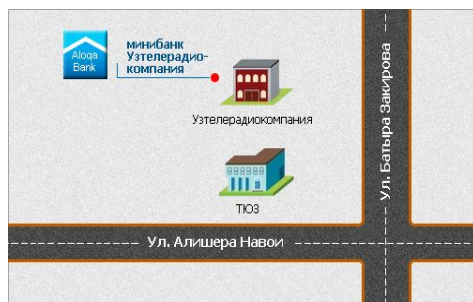 Aloqa
Bank
минибанк
Узтелерадио-
компания
Узтелерадиокомпания
ТЮЗ
Ул. Алишера Навои
Ул. Батыра Закирова